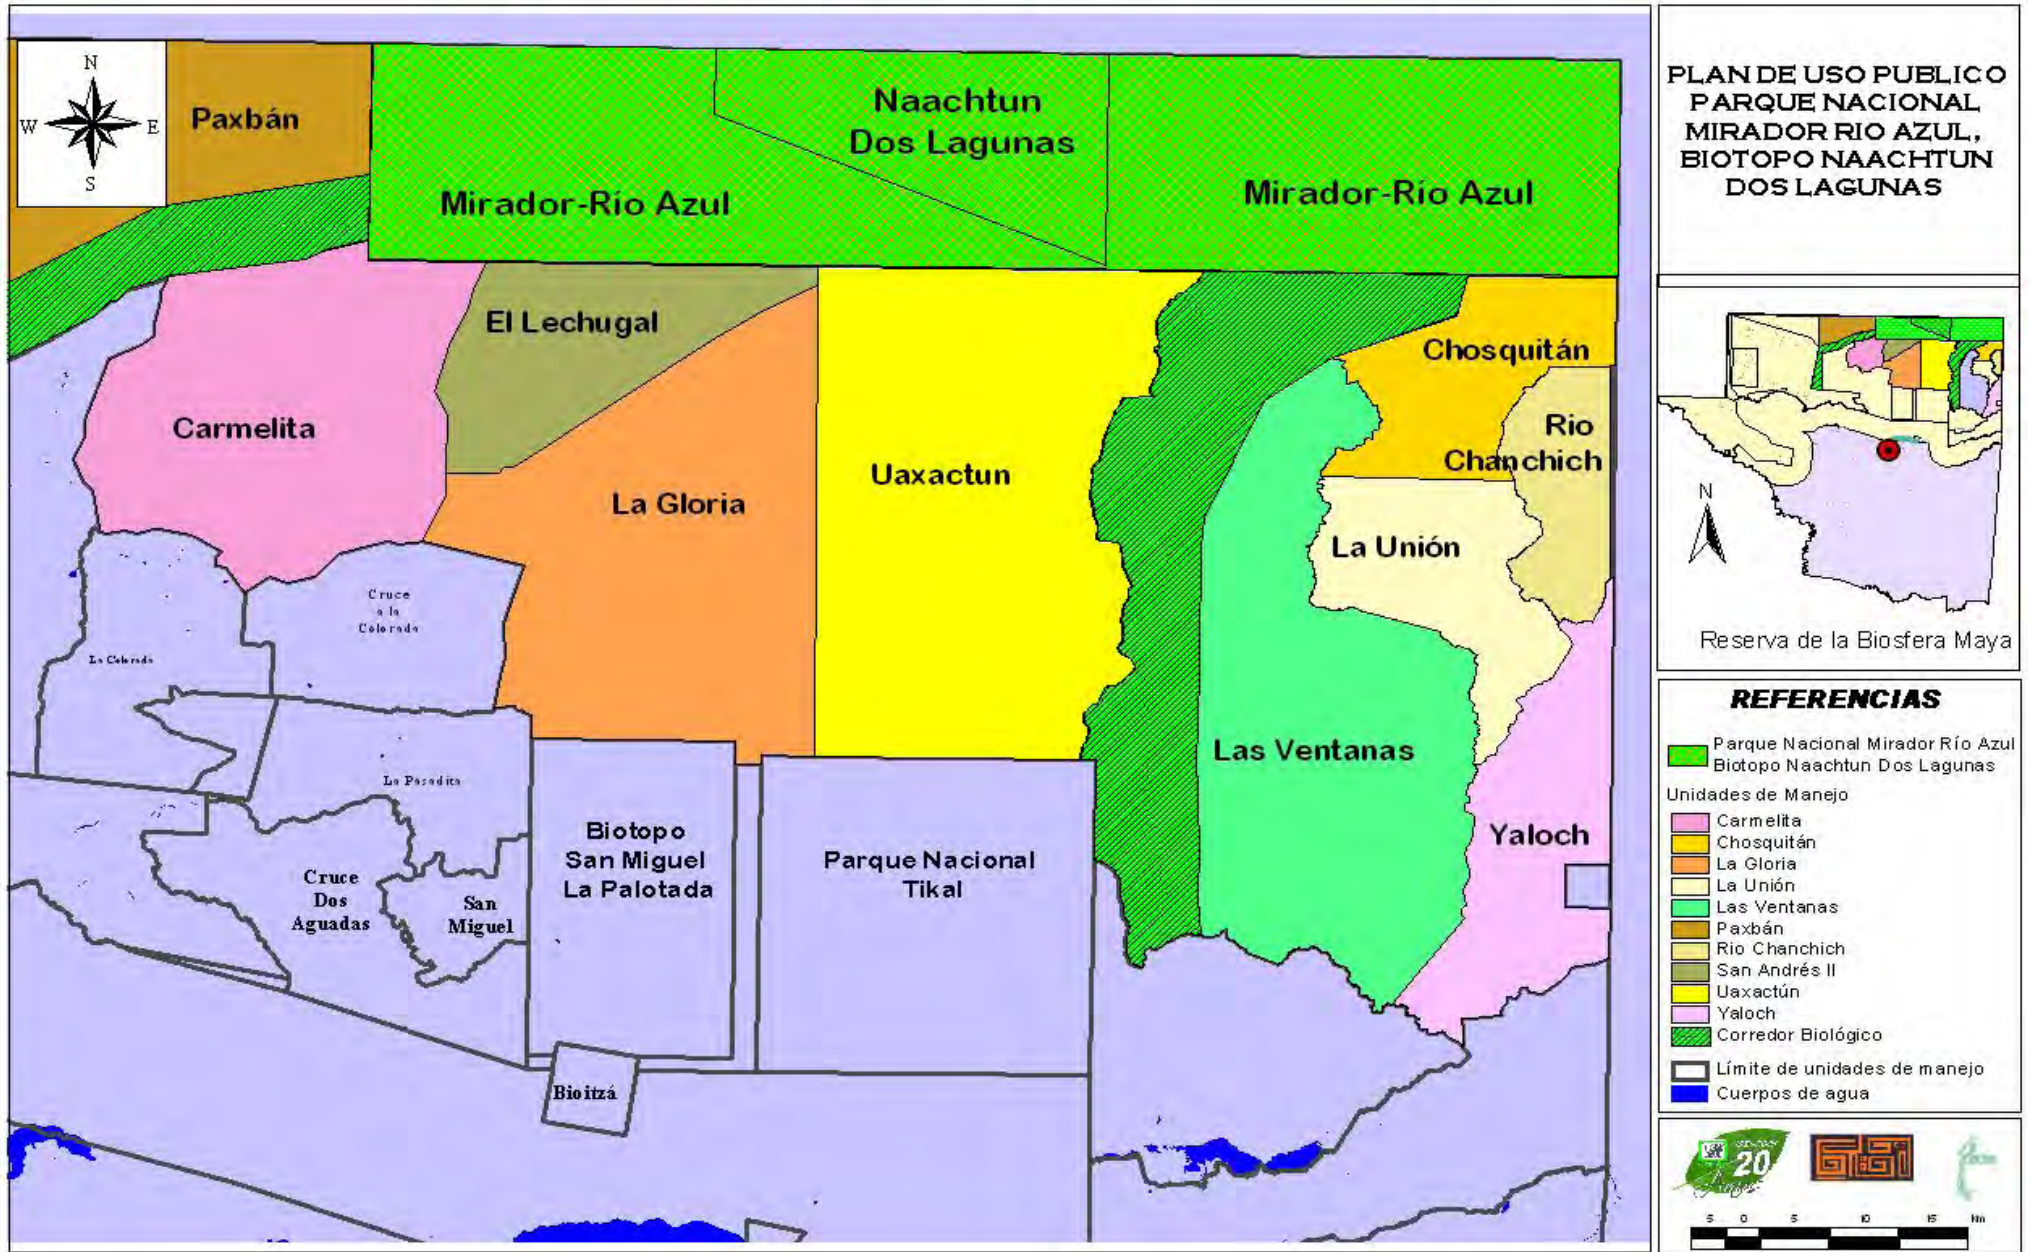 N
W
E
S
Paxbán
Naachtun
Dos Lagunas
Mirador-Río Azul
Mirador-Río Azul
El Lechugal
Chosquitán
Carmelita
Rio
Chanchich
Uaxactun
La Gloria
La Unión
Cruce
a la
Colorada
La Colorada
Las Ventanas
La Pasadita
Yaloch
Biotopo
San Miguel
La Palotada
Parque Nacional
Tikal
Cruce
Dos
Aguadas
San
Miguel
Bioitzá
PLAN DE USO PUBLICO
PARQUE NACIONAL
MIRADOR RIO AZUL,
BIOTOPO NAACHTUN
DOS LAGUNAS
N
Reserva de la Biosfera Maya
REFERENCIAS
Parque Nacional Mirador Río Azul
Biotopo Naachtun Dos Lagunas
Unidades de Manejo
Carmelita
Chosquitán
La Gloria
La Unión
Las Ventanas
Paxbán
Rio Chanchich
San Andrés II
Uaxactún
Yaloch
Corredor Biológico
Límite de unidades de manejo
Cuerpos de agua
20
5 0 5 10 15 Km